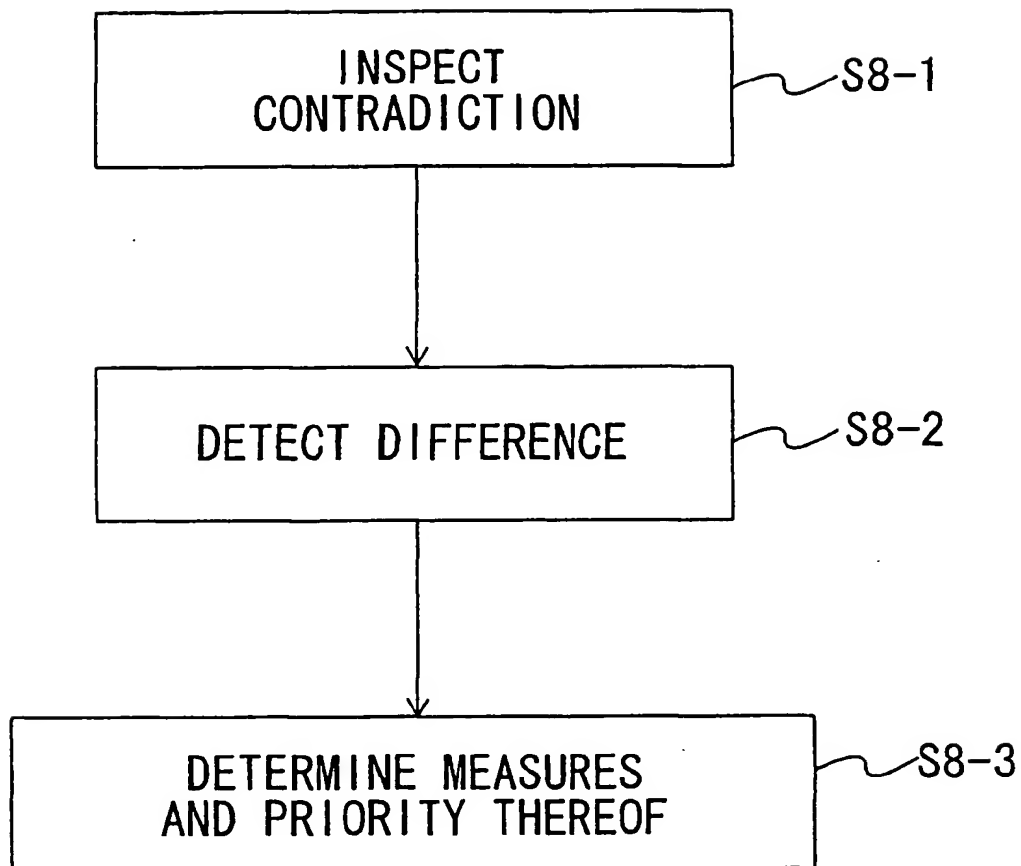 INSPECT
CONTRADICTION
S8-1
DETECT DIFFERENCE
S8-2
DETERMINE MEASURES
AND PRIORITY THEREOF
S8-3